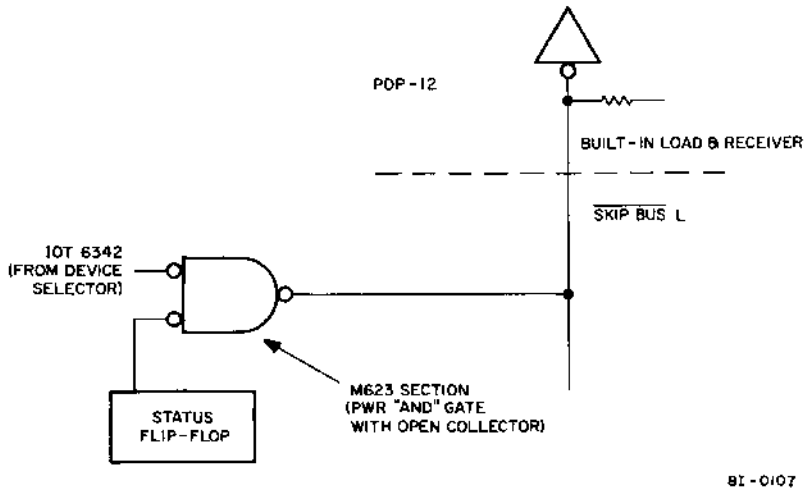 PDP-12
BUILT-IN LOAD & RECEIVER
SKIP BUS L
IOT 6342
(FROM DEVICE
SELECTOR)
M623 SECTION
(PWR "AND" GATE
WITH OPEN COLLECTOR)
STATUS
FLIP-FLOP
8I-0107